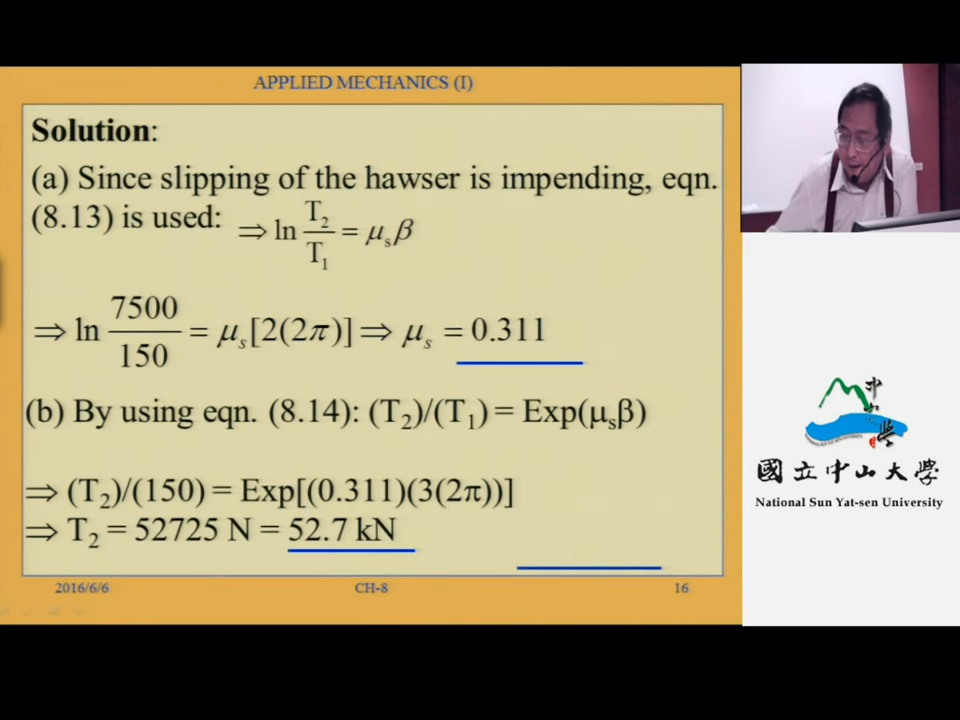 APPLIED MECHANICS (I)
Solution:
(a) Since slipping of the hawser is impending, eqn.
(8.13) is used: ⇒ ln T₂/T₁ = μₛβ
⇒ ln 7500/150 = μₛ[2(2π)] ⇒ μₛ = 0.311
(b) By using eqn. (8.14): (T₂)/(T₁) = Exp(μₛβ)
⇒ (T₂)/(150) = Exp[(0.311)(3(2π))]
⇒ T₂ = 52725 N = 52.7 kN
2016/6/6 CH-8 16
國立中山大學
National Sun Yat-sen University